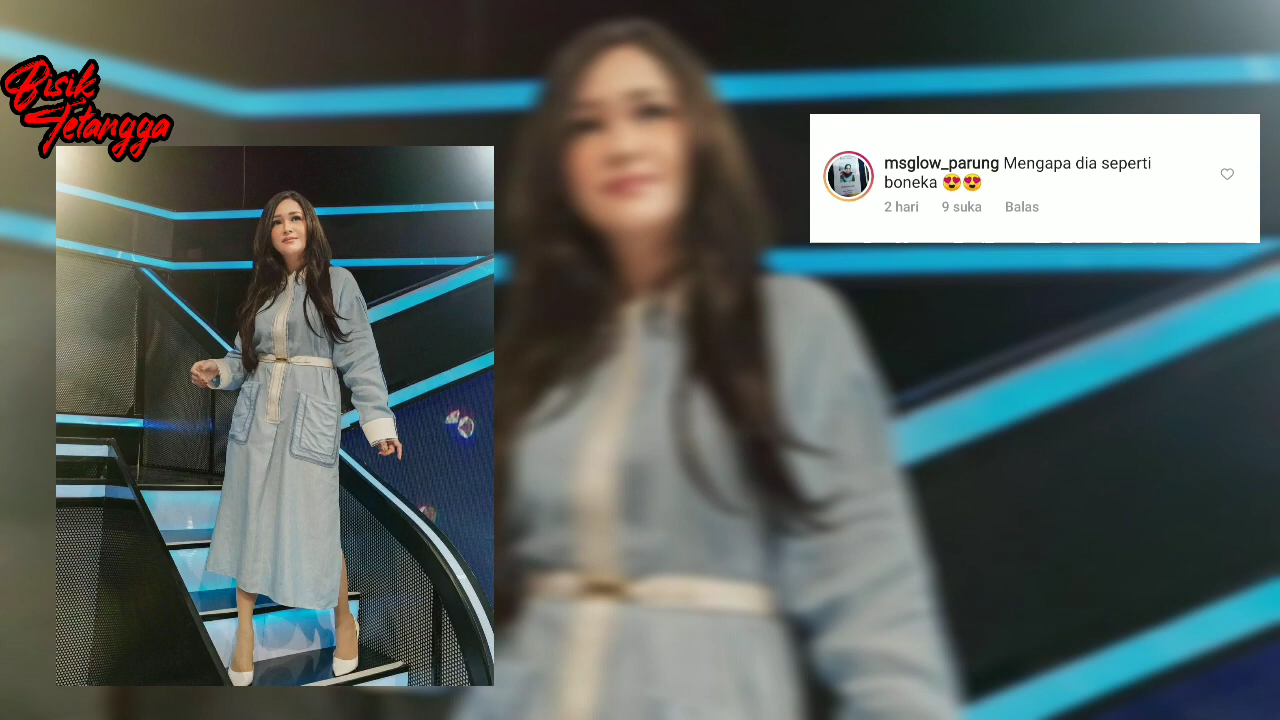 Bisik
Tetangga
msglow_parung Mengapa dia seperti
boneka 😍😍
2 hari 9 suka Balas